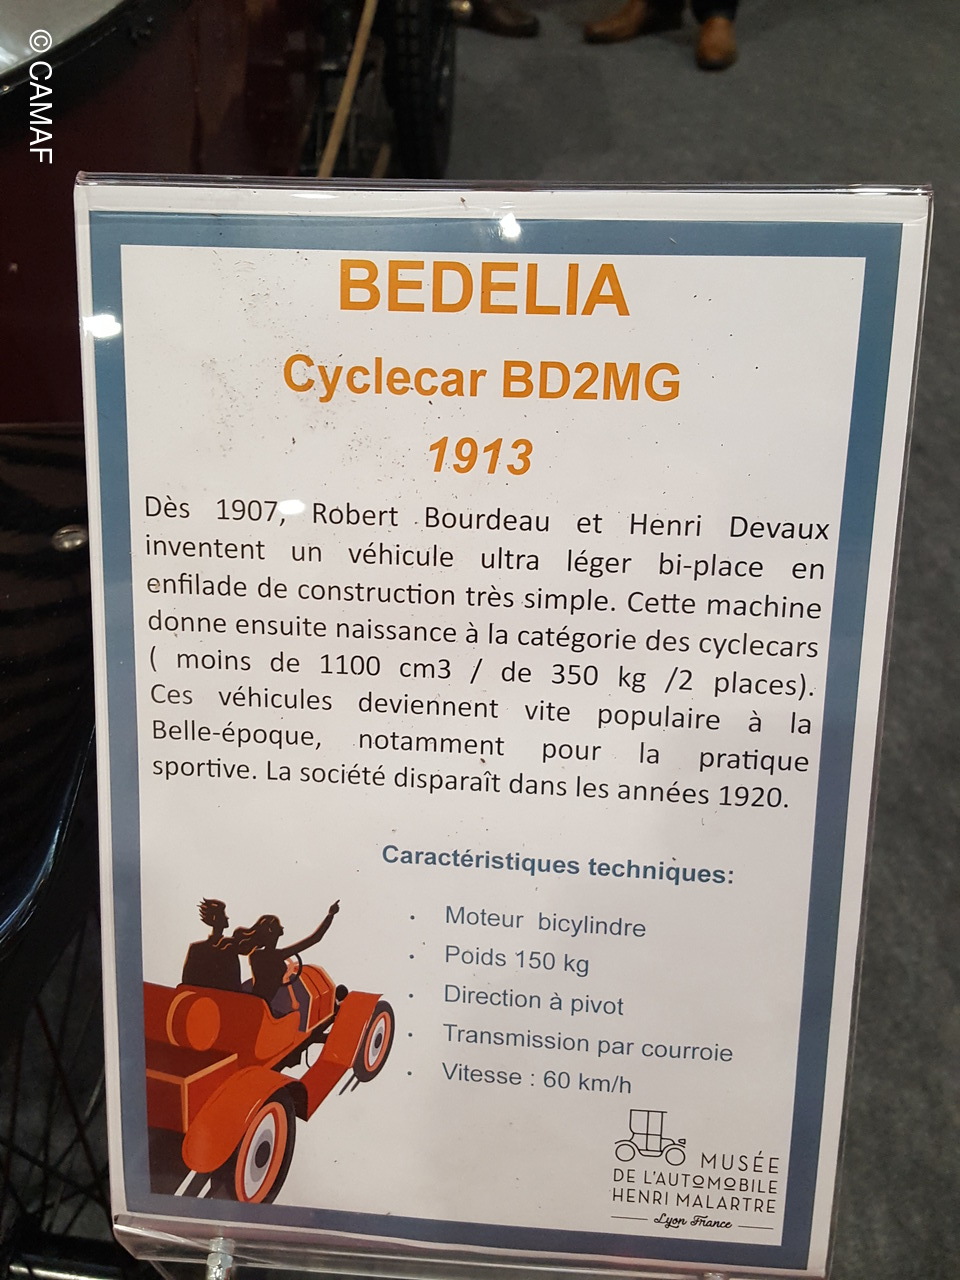 © CAMAF
BEDELIA
Cyclecar BD2MG
1913
Dès 1907, Robert Bourdeau et Henri Devaux
inventent un véhicule ultra léger bi-place en
enfilade de construction très simple. Cette machine
donne ensuite naissance à la catégorie des cyclecars
( moins de 1100 cm3 / de 350 kg /2 places).
Ces véhicules deviennent vite populaire à la
Belle-époque, notamment pour la pratique
sportive. La société disparaît dans les années 1920.
Caractéristiques techniques:
· Moteur bicylindre
· Poids 150 kg
· Direction à pivot
· Transmission par courroie
· Vitesse : 60 km/h
MUSÉE
DE L'AUTOMOBILE
HENRI MALARTRE
Lyon France